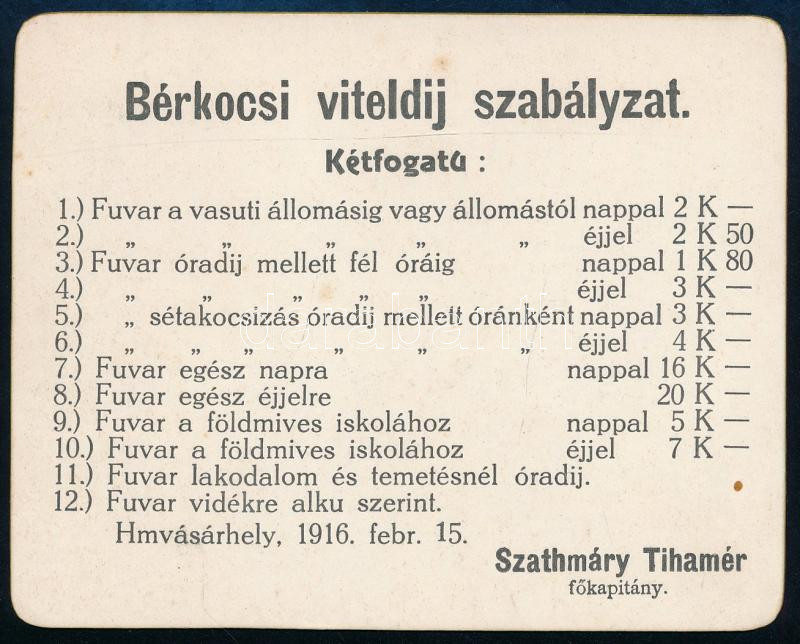 Bérkocsi viteldij szabályzat.
Kétfogatú :
1.) Fuvar a vasuti állomásig vagy állomástól nappal 2 K —
2.) „ „ „ „ „ éjjel 2 K 50
3.) Fuvar óradij mellett fél óráig nappal 1 K 80
4.) „ „ „ „ „ éjjel 3 K —
5.) „ sétakocsizás óradij mellett óránként nappal 3 K —
6.) „ „ „ „ „ „ éjjel 4 K —
7.) Fuvar egész napra nappal 16 K —
8.) Fuvar egész éjjelre 20 K —
9.) Fuvar a földmives iskolához nappal 5 K —
10.) Fuvar a földmives iskolához éjjel 7 K —
11.) Fuvar lakodalom és temetésnél óradij.
12.) Fuvar vidékre alku szerint.
Hmvásárhely, 1916. febr. 15.
Szathmáry Tihamér
főkapitány.